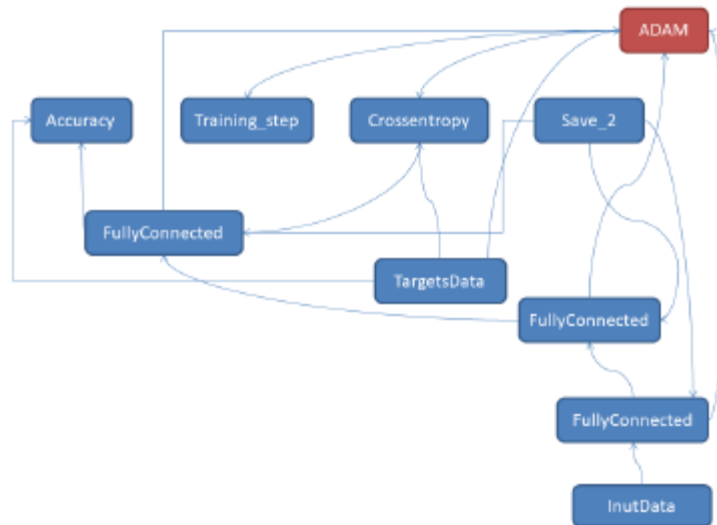 ADAM
Accuracy
Training_step
Crossentropy
Save_2
FullyConnected
TargetsData
FullyConnected
FullyConnected
InutData